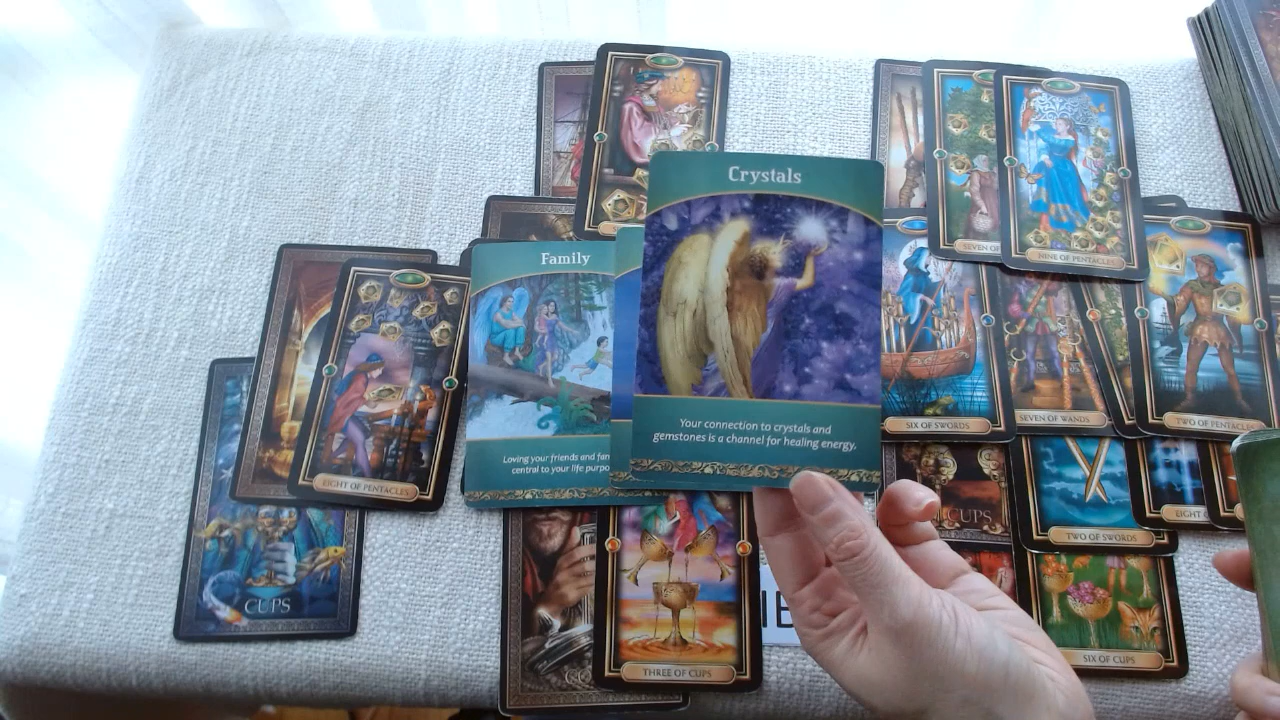 Crystals
Your connection to crystals and
gemstones is a channel for healing energy.
Family
Loving your friends and
central to your life
EIGHT OF PENTACLES
CUPS
THREE OF CUPS
SEVEN OF
NINE OF PENTACLES
SIX OF SWORDS
SEVEN OF WANDS
TWO OF PENTACLES
CUPS
TWO OF SWORDS
EIGHT
SIX OF CUPS